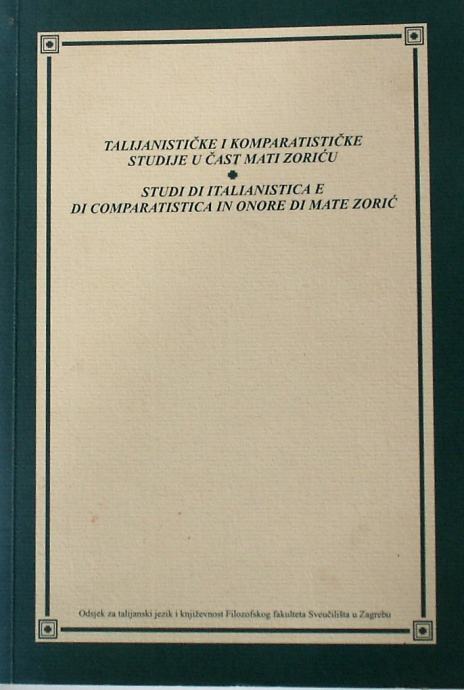 TALIJANISTIČKE I KOMPARATISTIČKE
STUDIJE U ČAST MATI ZORIĆU
STUDI DI ITALIANISTICA E
DI COMPARATISTICA IN ONORE DI MATE ZORIĆ
Odsjek za talijanski jezik i književnost Filozofskog fakulteta Sveučilišta u Zagrebu